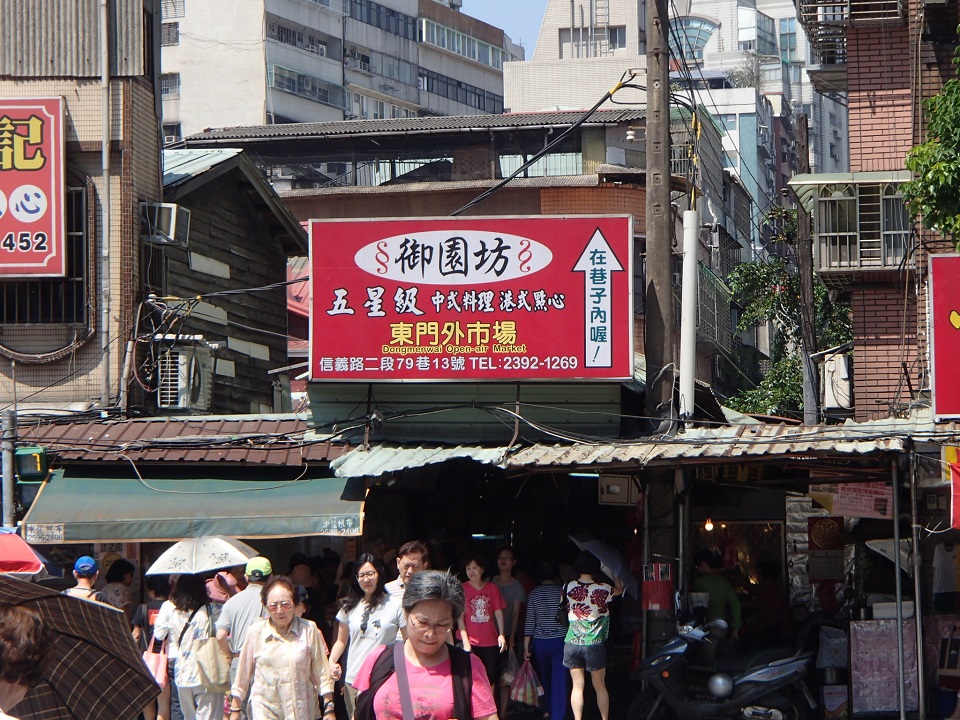 記
心
452
御園坊
五星級 中式料理 港式點心
東門外市場
Dongmenwai Open-air Market
信義路二段79巷13號 TEL:2392-1269
在巷子內喔!